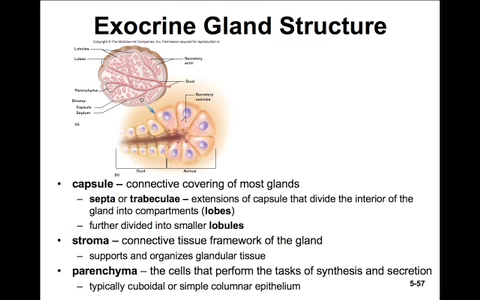 Exocrine Gland Structure
Copyright © The McGraw-Hill Companies, Inc. Permission required for reproduction or
Lobules
Lobes
Secretory
acini
Parenchyma
Duct
Stroma:
Capsule
Septum
Secretory
vesicles
(a)
Duct
Acinus
(b)
• capsule – connective covering of most glands
– septa or trabeculae – extensions of capsule that divide the interior of the
gland into compartments (lobes)
– further divided into smaller lobules
• stroma – connective tissue framework of the gland
– supports and organizes glandular tissue
• parenchyma – the cells that perform the tasks of synthesis and secretion
– typically cuboidal or simple columnar epithelium
5-57